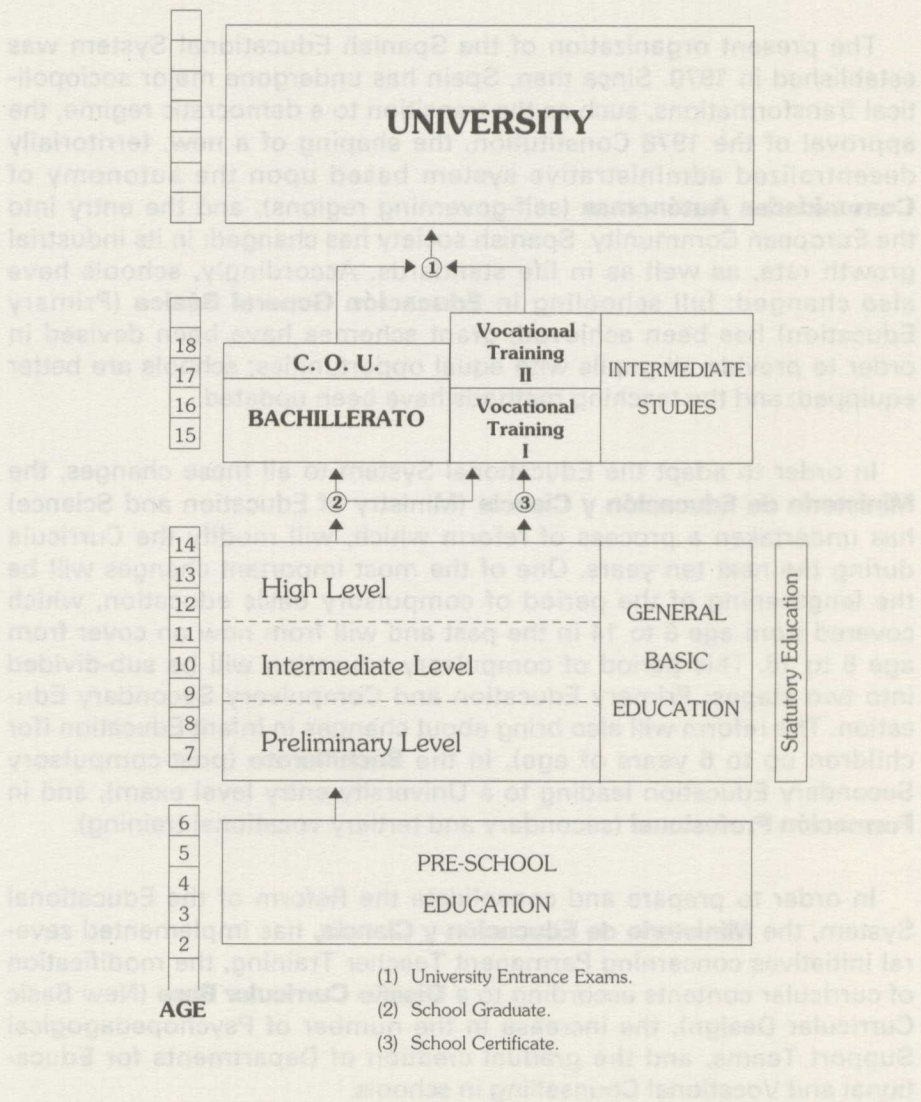 UNIVERSITY
①
18
17
16
15
C. O. U.
BACHILLERATO
Vocational
Training
II
Vocational
Training
I
INTERMEDIATE
STUDIES
②
③
14
13
12
11
10
9
8
7
High Level
Intermediate Level
Preliminary Level
GENERAL
BASIC
EDUCATION
Statutory Education
6
5
4
3
2
PRE-SCHOOL
EDUCATION
AGE
(1) University Entrance Exams.
(2) School Graduate.
(3) School Certificate.